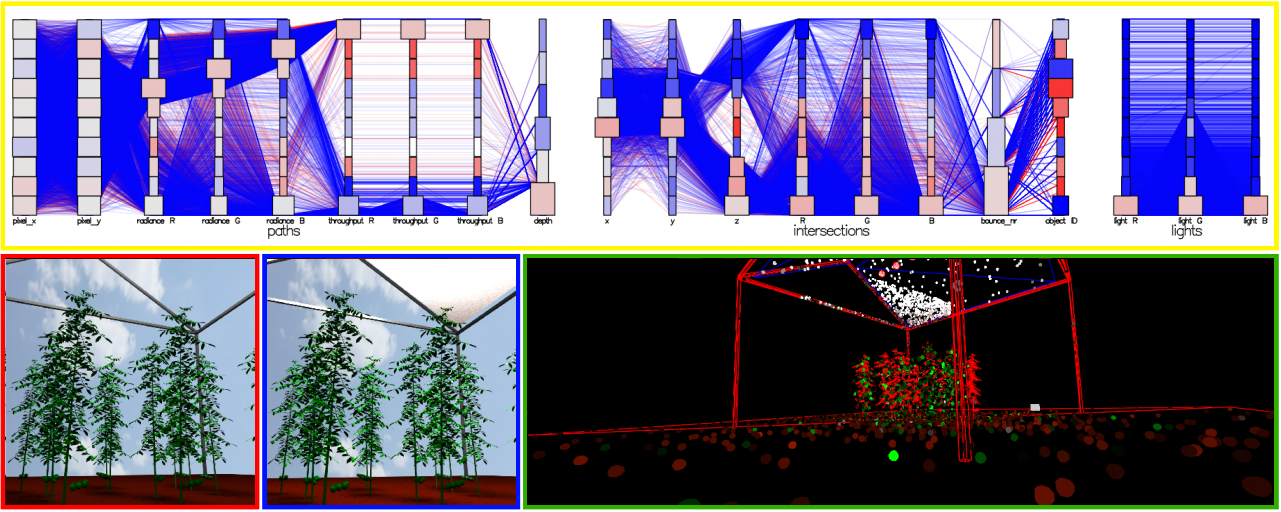 pixel_x pixel_y radiance R radiance G radiance B throughput R throughput G throughput B depth x y z R G B bounce_nr object ID light R light G light B
paths intersections lights